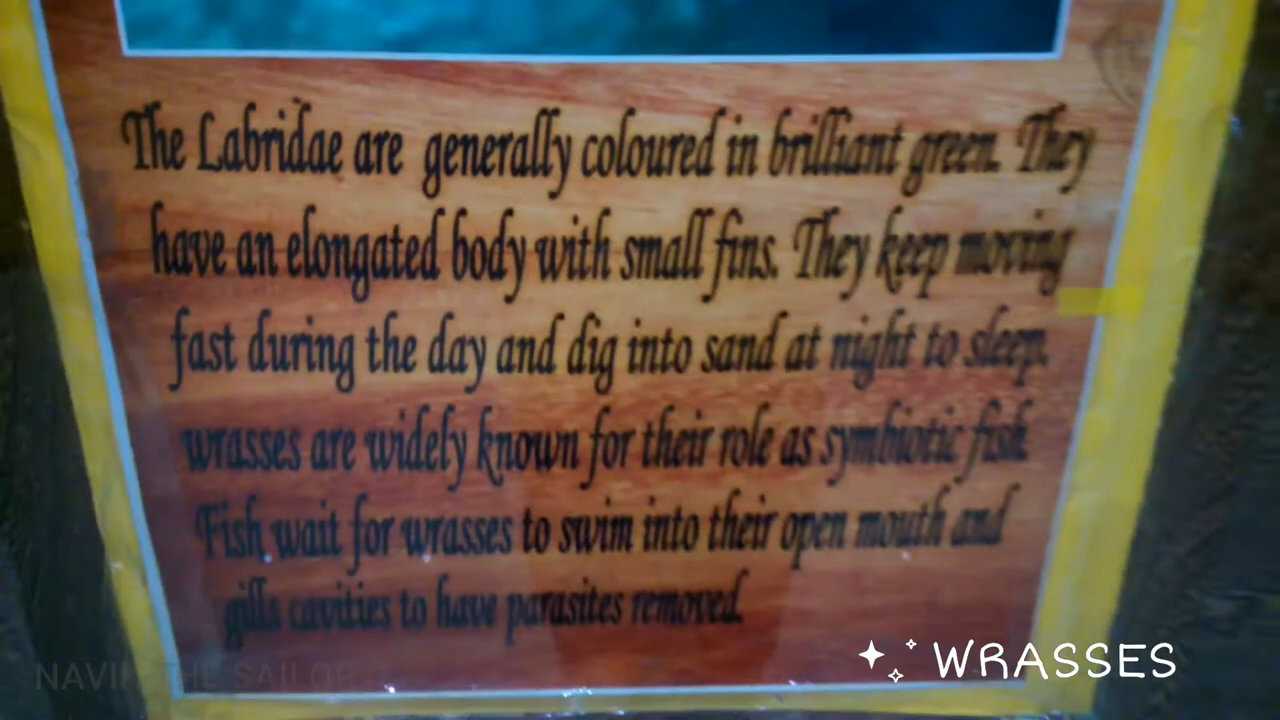 The Labridae are generally coloured in brilliant green. They
have an elongated body with small fins. They keep moving
fast during the day and dig into sand at night to sleep.
wrasses are widely known for their role as symbiotic fish.
Fish wait for wrasses to swim into their open mouth and
gills cavities to have parasites removed.
WRASSES
THE SAILOR